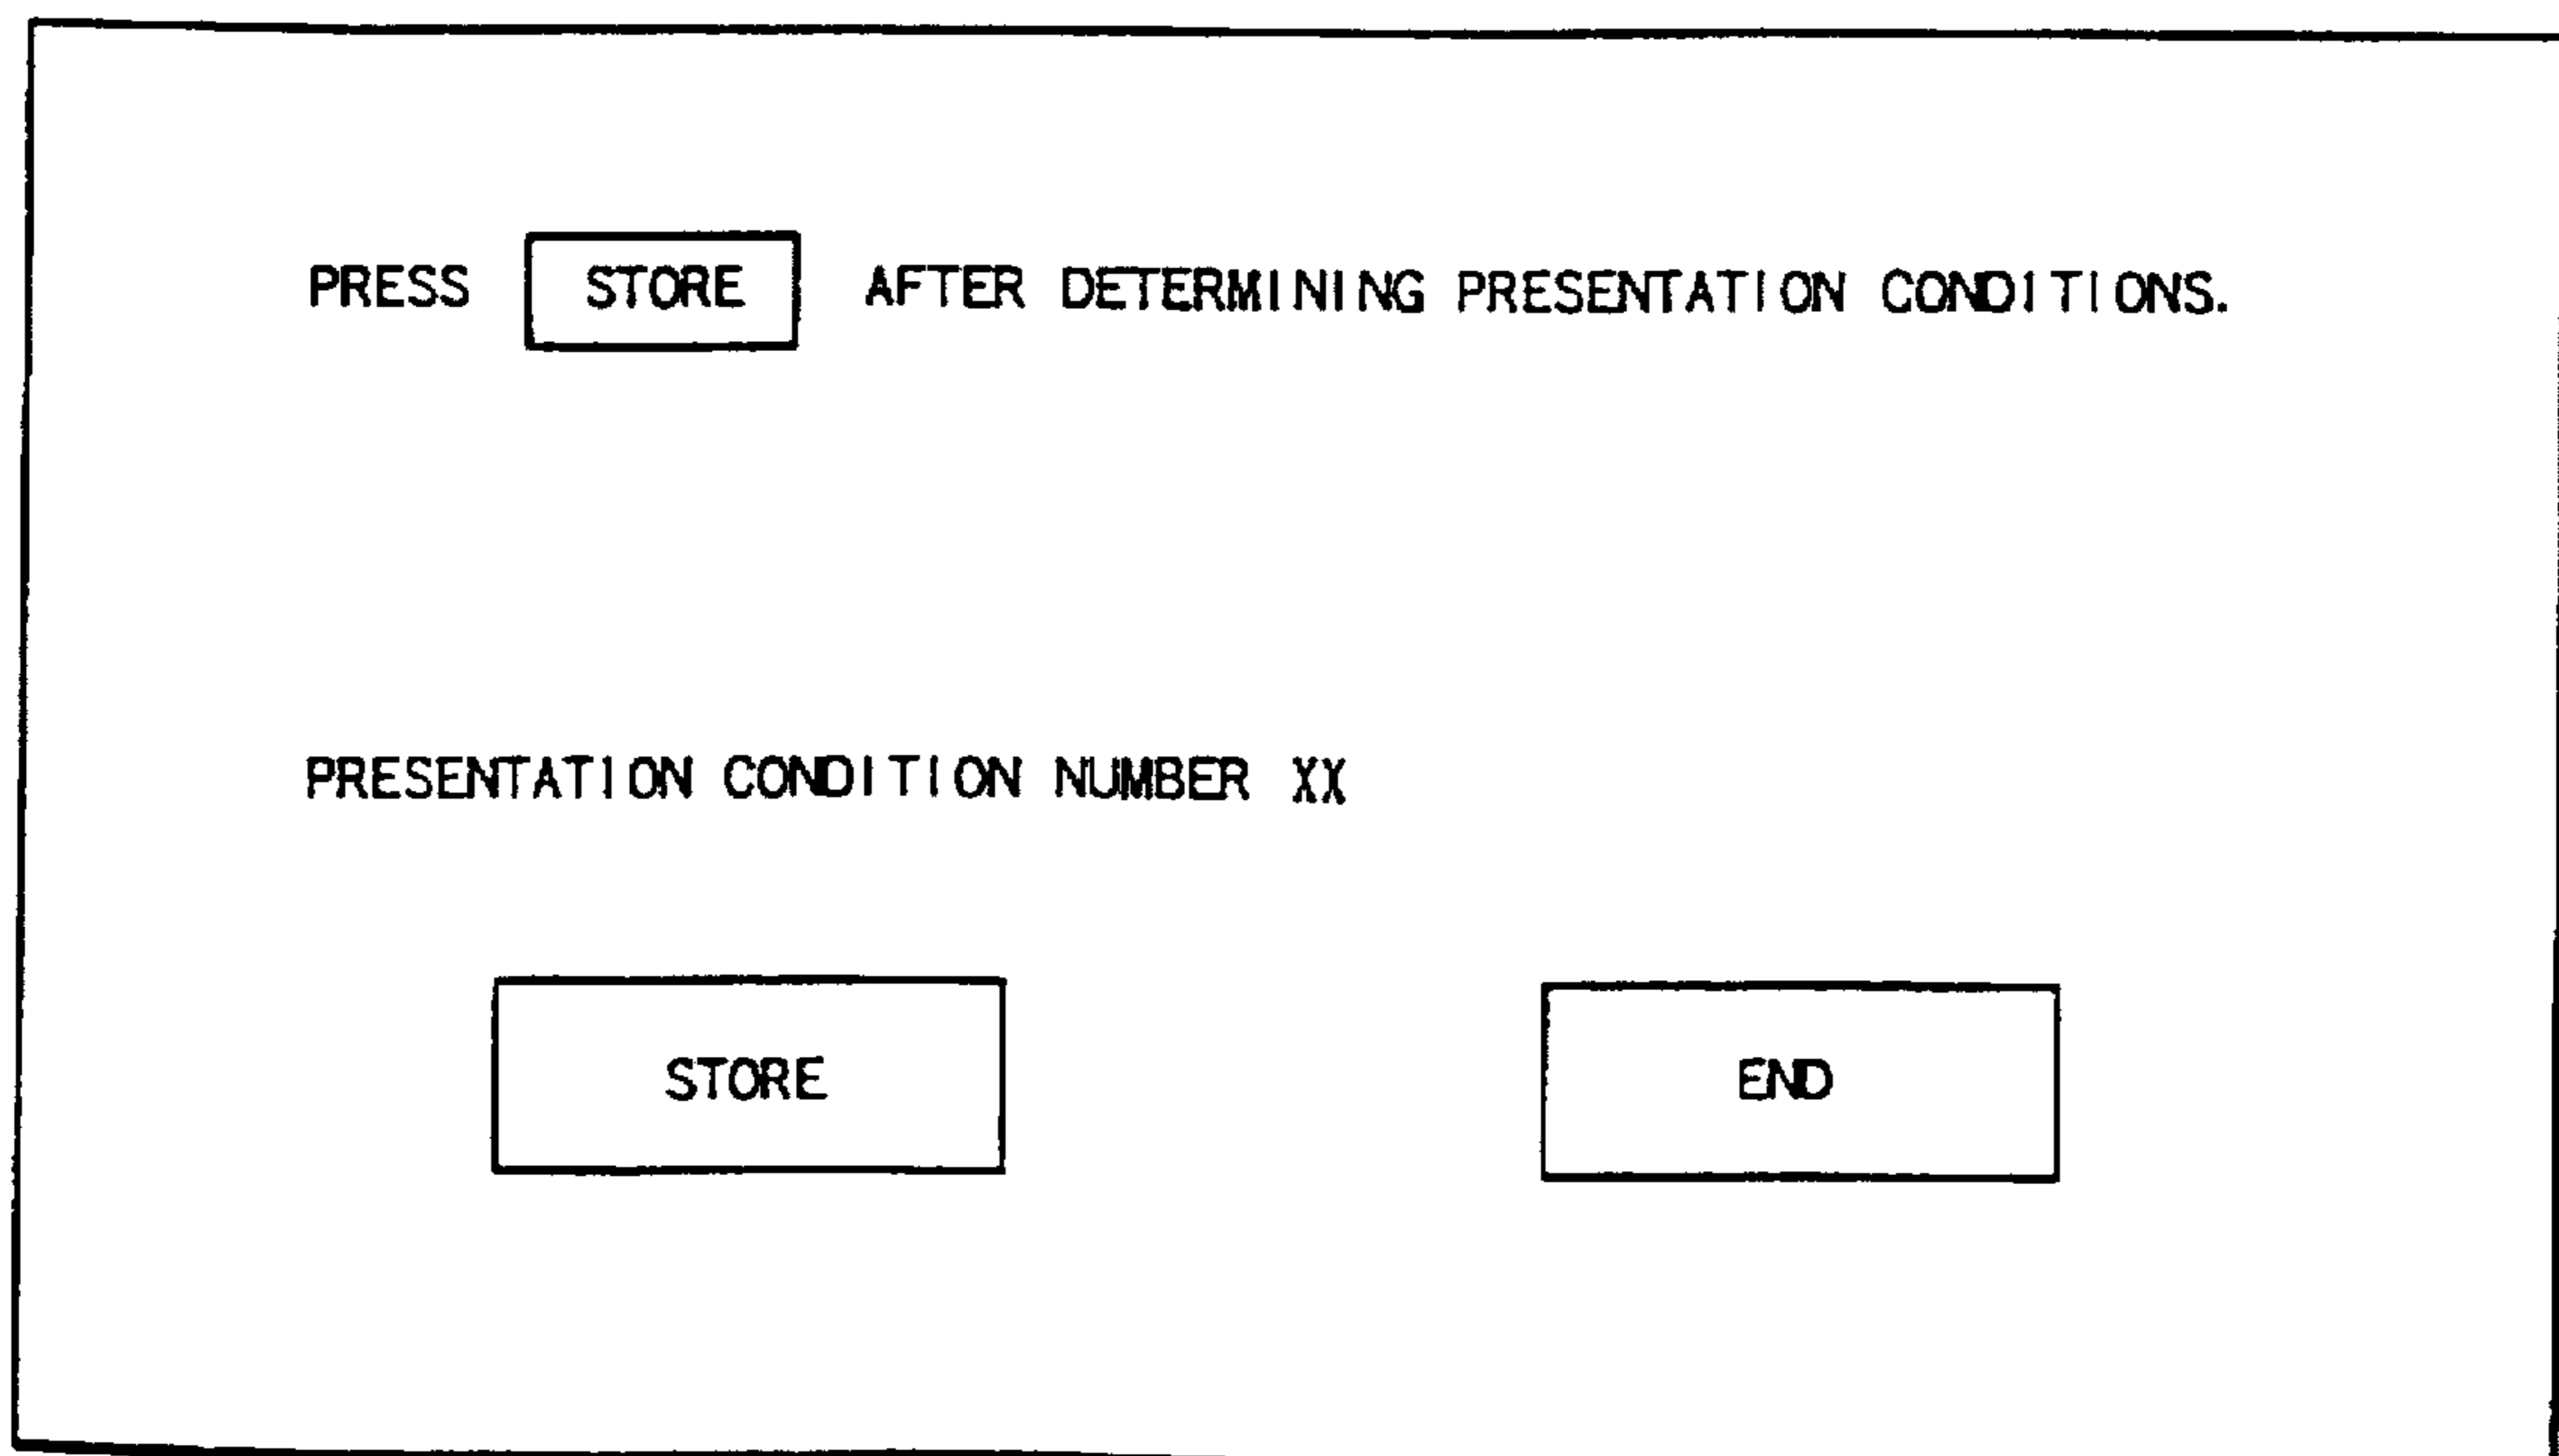 PRESS STORE AFTER DETERMINING PRESENTATION CONDITIONS.
PRESENTATION CONDITION NUMBER XX
STORE END